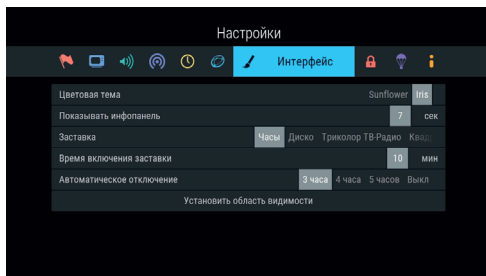 Настройки
Интерфейс
Цветовая тема Sunflower Iris
Показывать инфопанель 7 сек
Заставка Часы Диско Триколор ТВ-Радио Квад
Время включения заставки 10 мин
Автоматическое отключение 3 часа 4 часа 5 часов Выкл
Установить область видимости